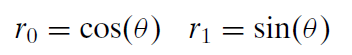 r₀ = cos(θ) r₁ = sin(θ)